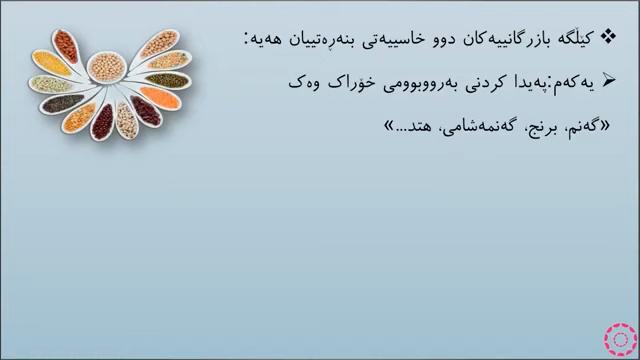 ❖ کێڵگە بازرگانییەکان دوو خاسییەتی بنەڕەتییان هەیە:
➢ یەکەم:پەیدا کردنی بەرووبوومی خۆراک وەک
«گەنم، برنج، گەنمەشامی، هتد...»